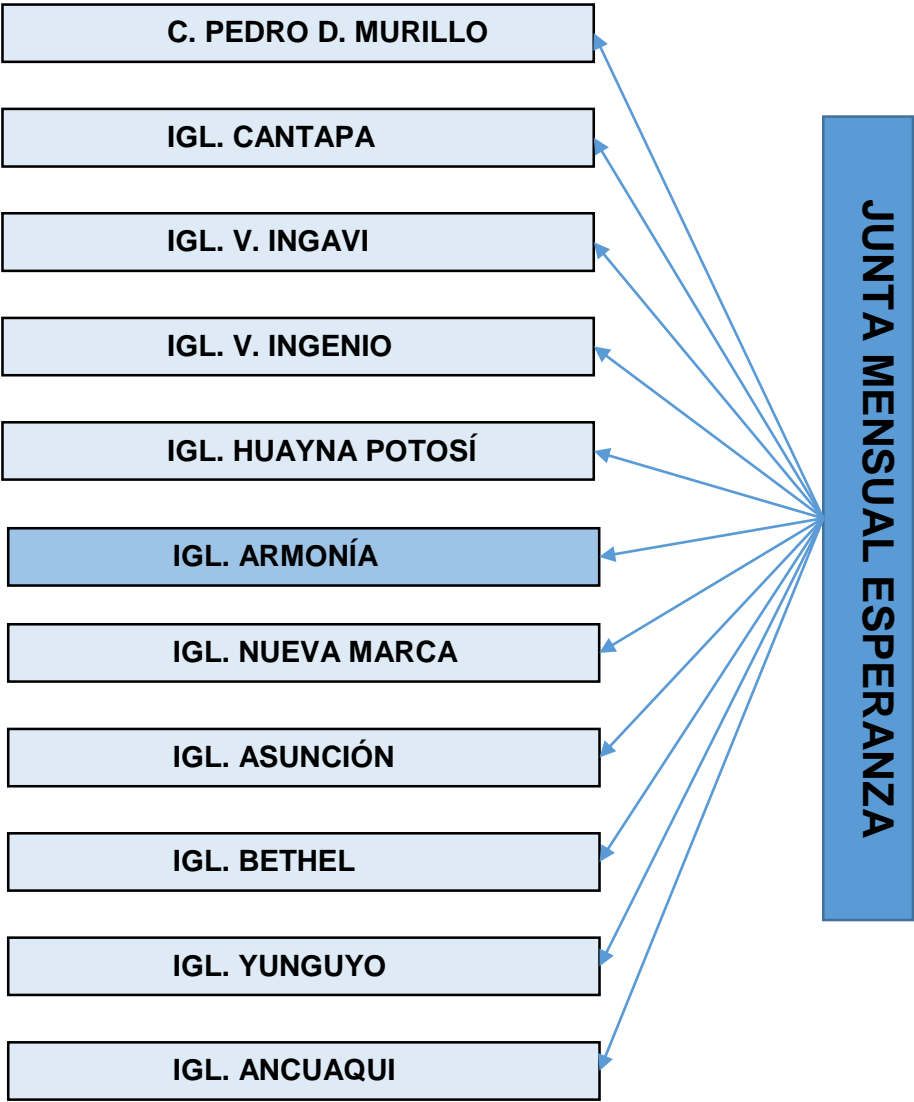 C. PEDRO D. MURILLO
IGL. CANTAPA
IGL. V. INGAVI
IGL. V. INGENIO
IGL. HUAYNA POTOSÍ
IGL. ARMONÍA
IGL. NUEVA MARCA
IGL. ASUNCIÓN
IGL. BETHEL
IGL. YUNGUYO
IGL. ANCUAQUI
JUNTA MENSUAL ESPERANZA